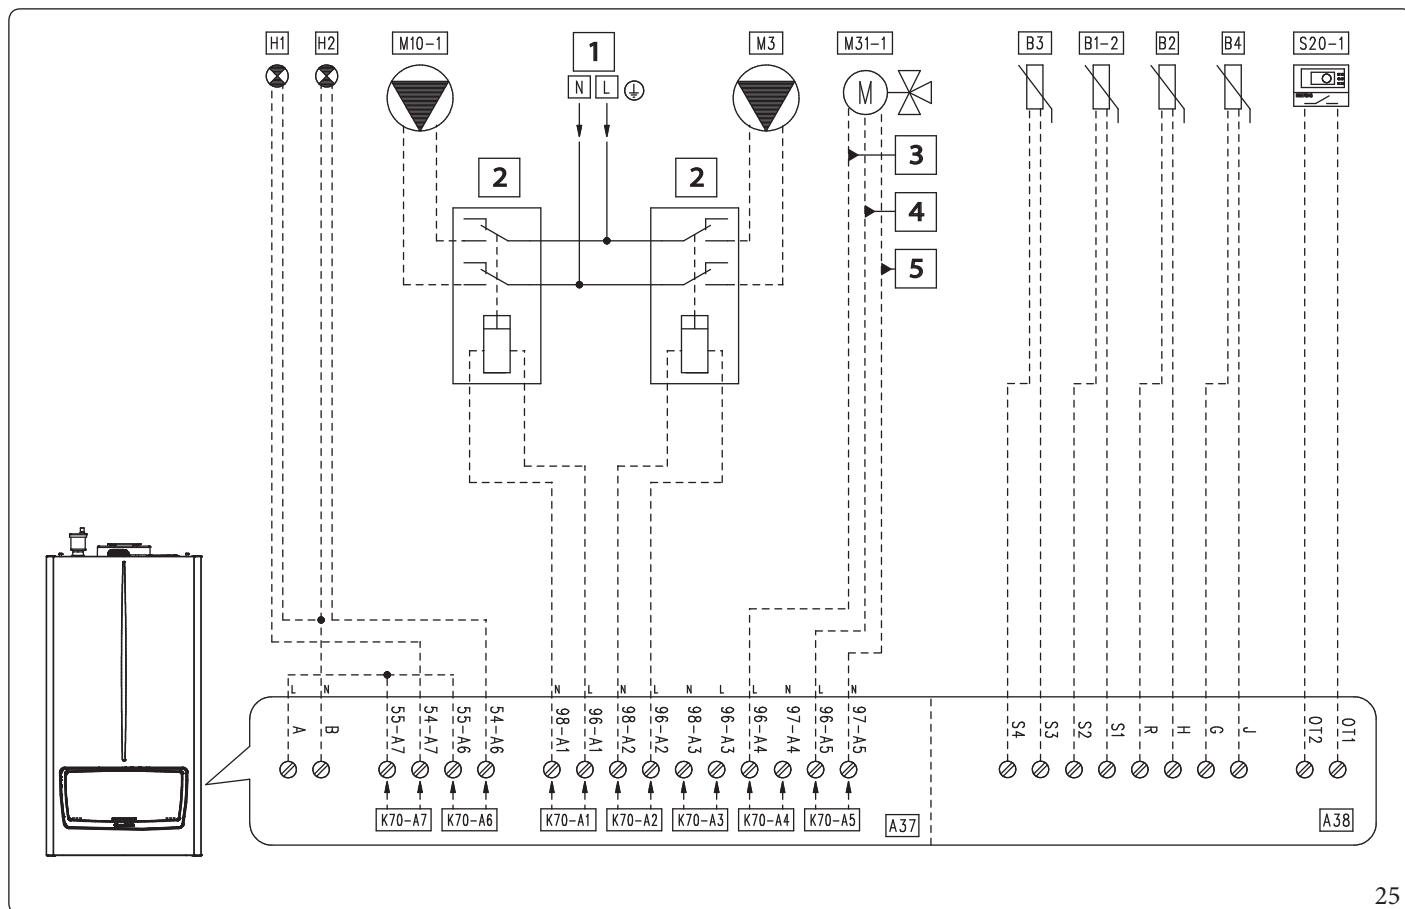 H1 H2 M10-1 1 M3 M31-1 B3 B1-2 B2 B4 S20-1
N L M
3
2 2
4
5
L N N L N L N L L N L N
A B 55-A7 54-A7 55-A6 54-A6 98-A1 96-A1 98-A2 96-A2 98-A3 96-A3 96-A4 97-A4 96-A5 97-A5 S4 S3 S2 S1 R H G J OT2 OT1
K70-A7 K70-A6 K70-A1 K70-A2 K70-A3 K70-A4 K70-A5 A37 A38
25